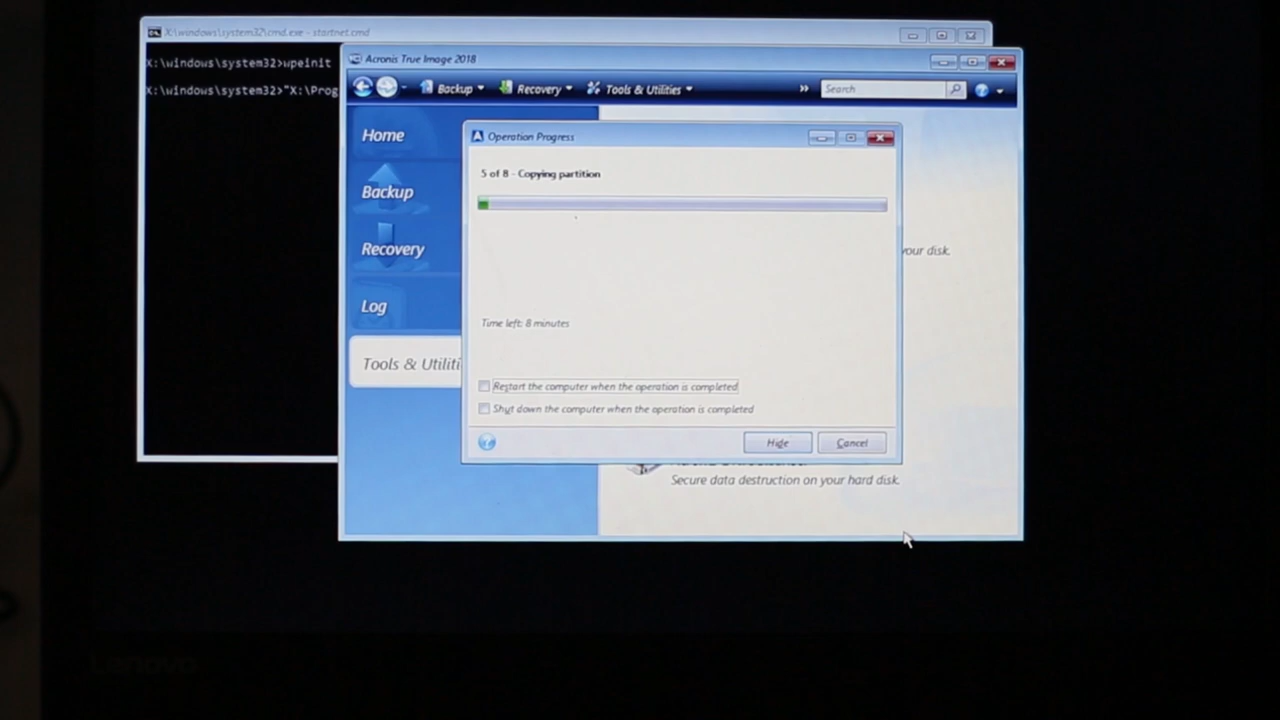 X:\windows\system32\cmd.exe - startnet.cmd
X:\windows\system32>wpeinit
X:\windows\system32>"X:\Prog
Acronis True Image 2018
Backup
Recovery
Tools & Utilities
»
Search
Home
Backup
Recovery
Log
Tools & Utiliti
Operation Progress
5 of 8 - Copying partition
Time left: 8 minutes
Restart the computer when the operation is completed
Shut down the computer when the operation is completed
Hide
Cancel
your disk.
Secure data destruction on your hard disk.
Lenovo